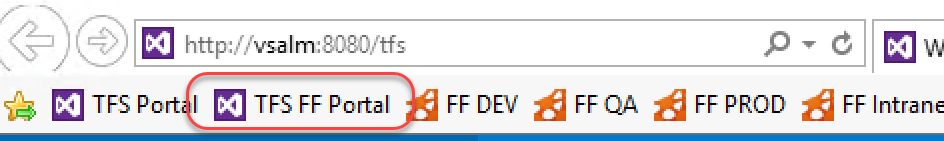 http://vsalm:8080/tfs W
TFS Portal TFS FF Portal FF DEV FF QA FF PROD FF Intrane